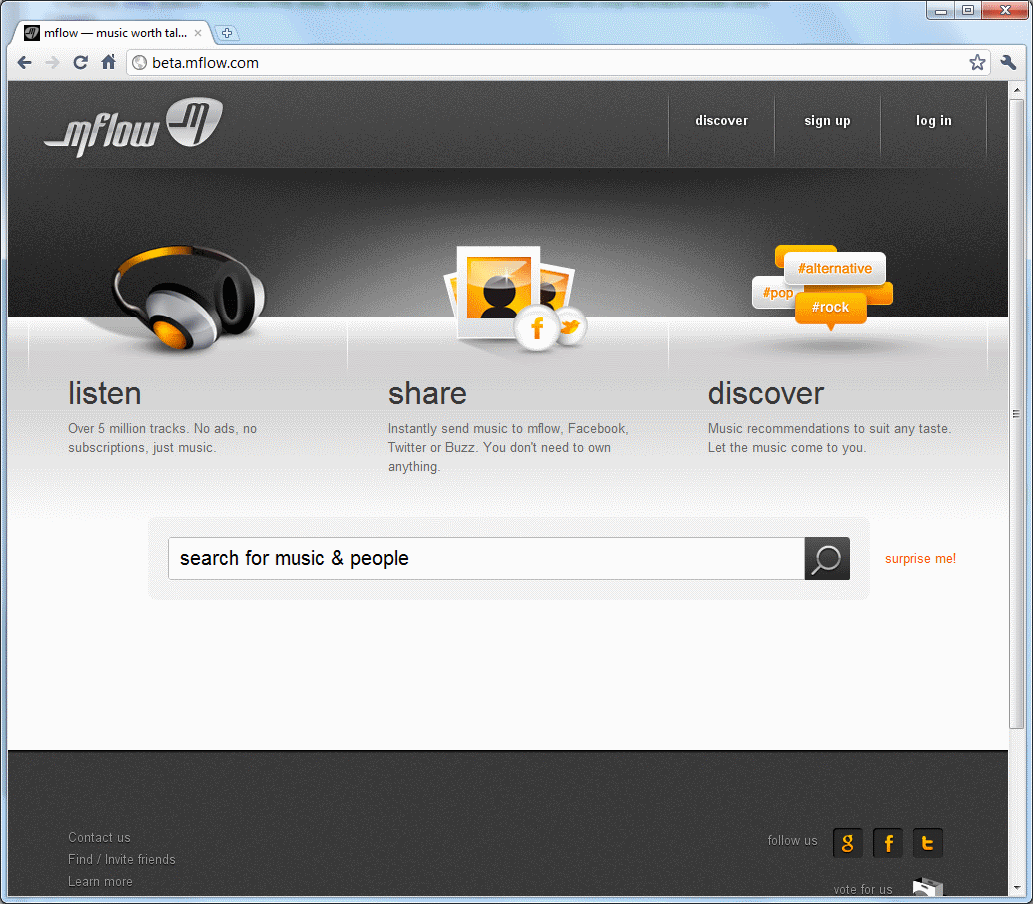 mflow — music worth tal...
beta.mflow.com
mflow
discover
sign up
log in
#alternative
#pop
#rock
listen
Over 5 million tracks. No ads, no
subscriptions, just music.
share
Instantly send music to mflow, Facebook,
Twitter or Buzz. You don't need to own
anything.
discover
Music recommendations to suit any taste.
Let the music come to you.
search for music & people
surprise me!
Contact us
Find / Invite friends
Learn more
follow us
vote for us